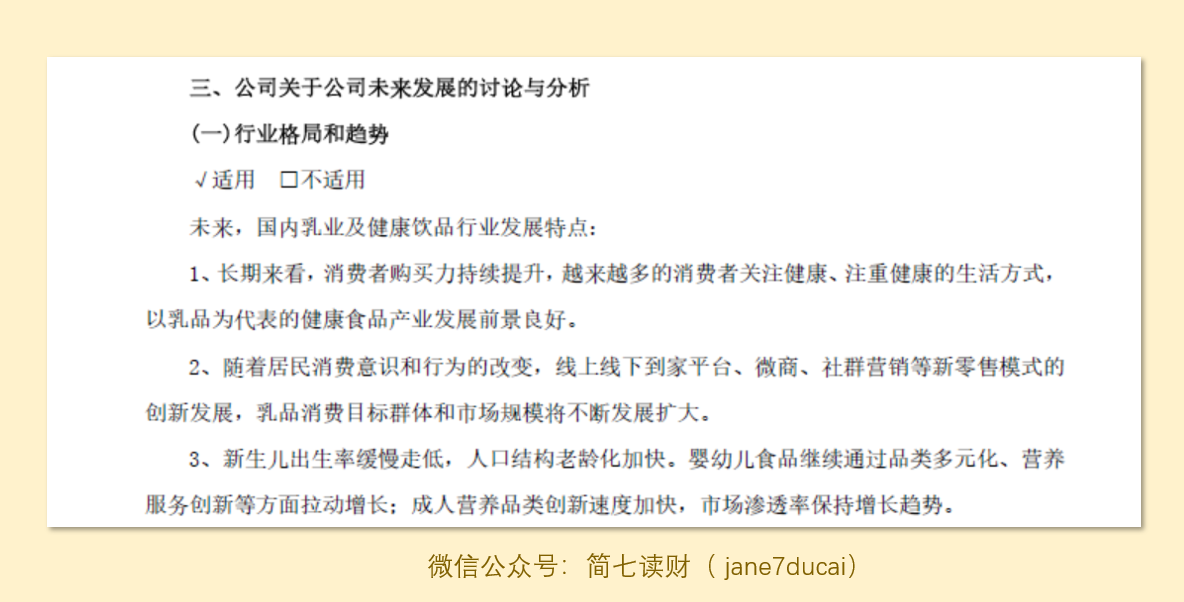 三、公司关于公司未来发展的讨论与分析
(一)行业格局和趋势
√适用 □不适用
未来，国内乳业及健康饮品行业发展特点：
1、长期来看，消费者购买力持续提升，越来越多的消费者关注健康、注重健康的生活方式，
以乳品为代表的健康食品产业发展前景良好。
2、随着居民消费意识和行为的改变，线上线下到家平台、微商、社群营销等新零售模式的
创新发展，乳品消费目标群体和市场规模将不断发展扩大。
3、新生儿出生率缓慢走低，人口结构老龄化加快。婴幼儿食品继续通过品类多元化、营养
服务创新等方面拉动增长；成人营养品类创新速度加快，市场渗透率保持增长趋势。
微信公众号：简七读财（ jane7ducai）